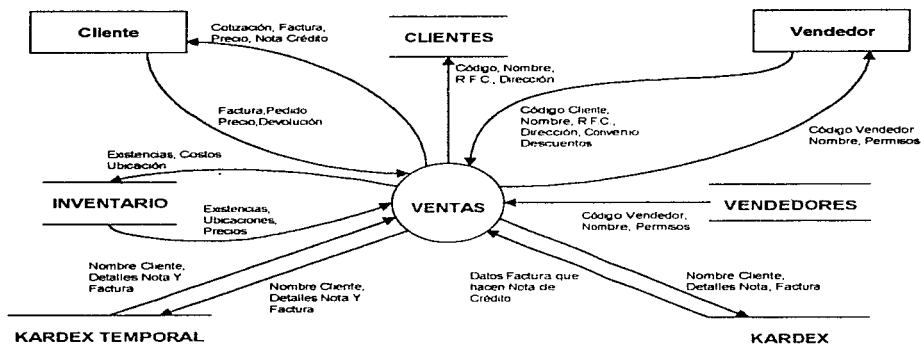 Cliente
Cotización, Factura,
Precio, Nota Crédito
CLIENTES
Vendedor
Código, Nombre,
R.F.C., Dirección
Factura,Pedido
Precio,Devolución
Código Cliente,
Nombre, R.F.C.,
Dirección, Convenio
Descuentos
Código Vendedor
Nombre, Permisos
Existencias, Costos
Ubicación
INVENTARIO
Existencias,
Ubicaciones,
Precios
VENTAS
Código Vendedor,
Nombre, Permisos
VENDEDORES
Nombre Cliente,
Detalles Nota Y
Factura
Nombre Cliente,
Detalles Nota Y
Factura
Datos Factura que
hacen Nota de
Crédito
Nombre Cliente,
Detalles Nota, Factura
KARDEX TEMPORAL
KARDEX